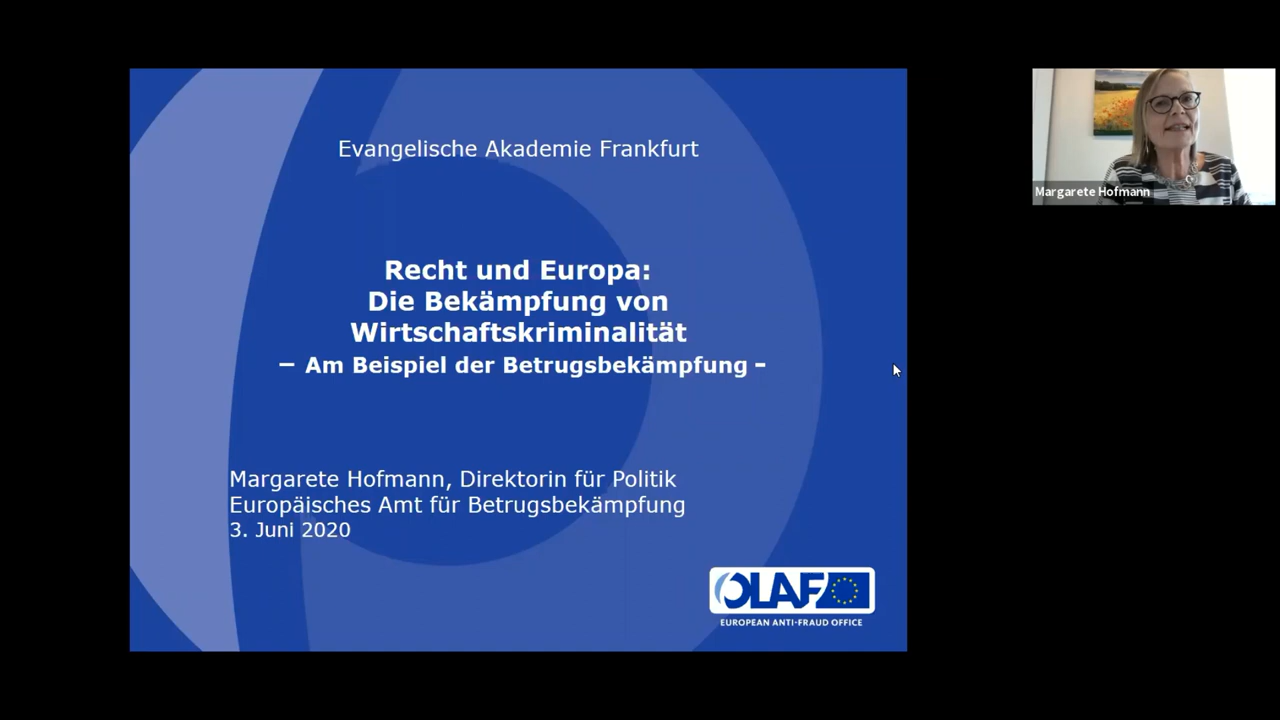 Evangelische Akademie Frankfurt
Recht und Europa:
Die Bekämpfung von
Wirtschaftskriminalität
– Am Beispiel der Betrugsbekämpfung -
Margarete Hofmann, Direktorin für Politik
Europäisches Amt für Betrugsbekämpfung
3. Juni 2020
OLAF
EUROPEAN ANTI-FRAUD OFFICE
Margarete Hofmann